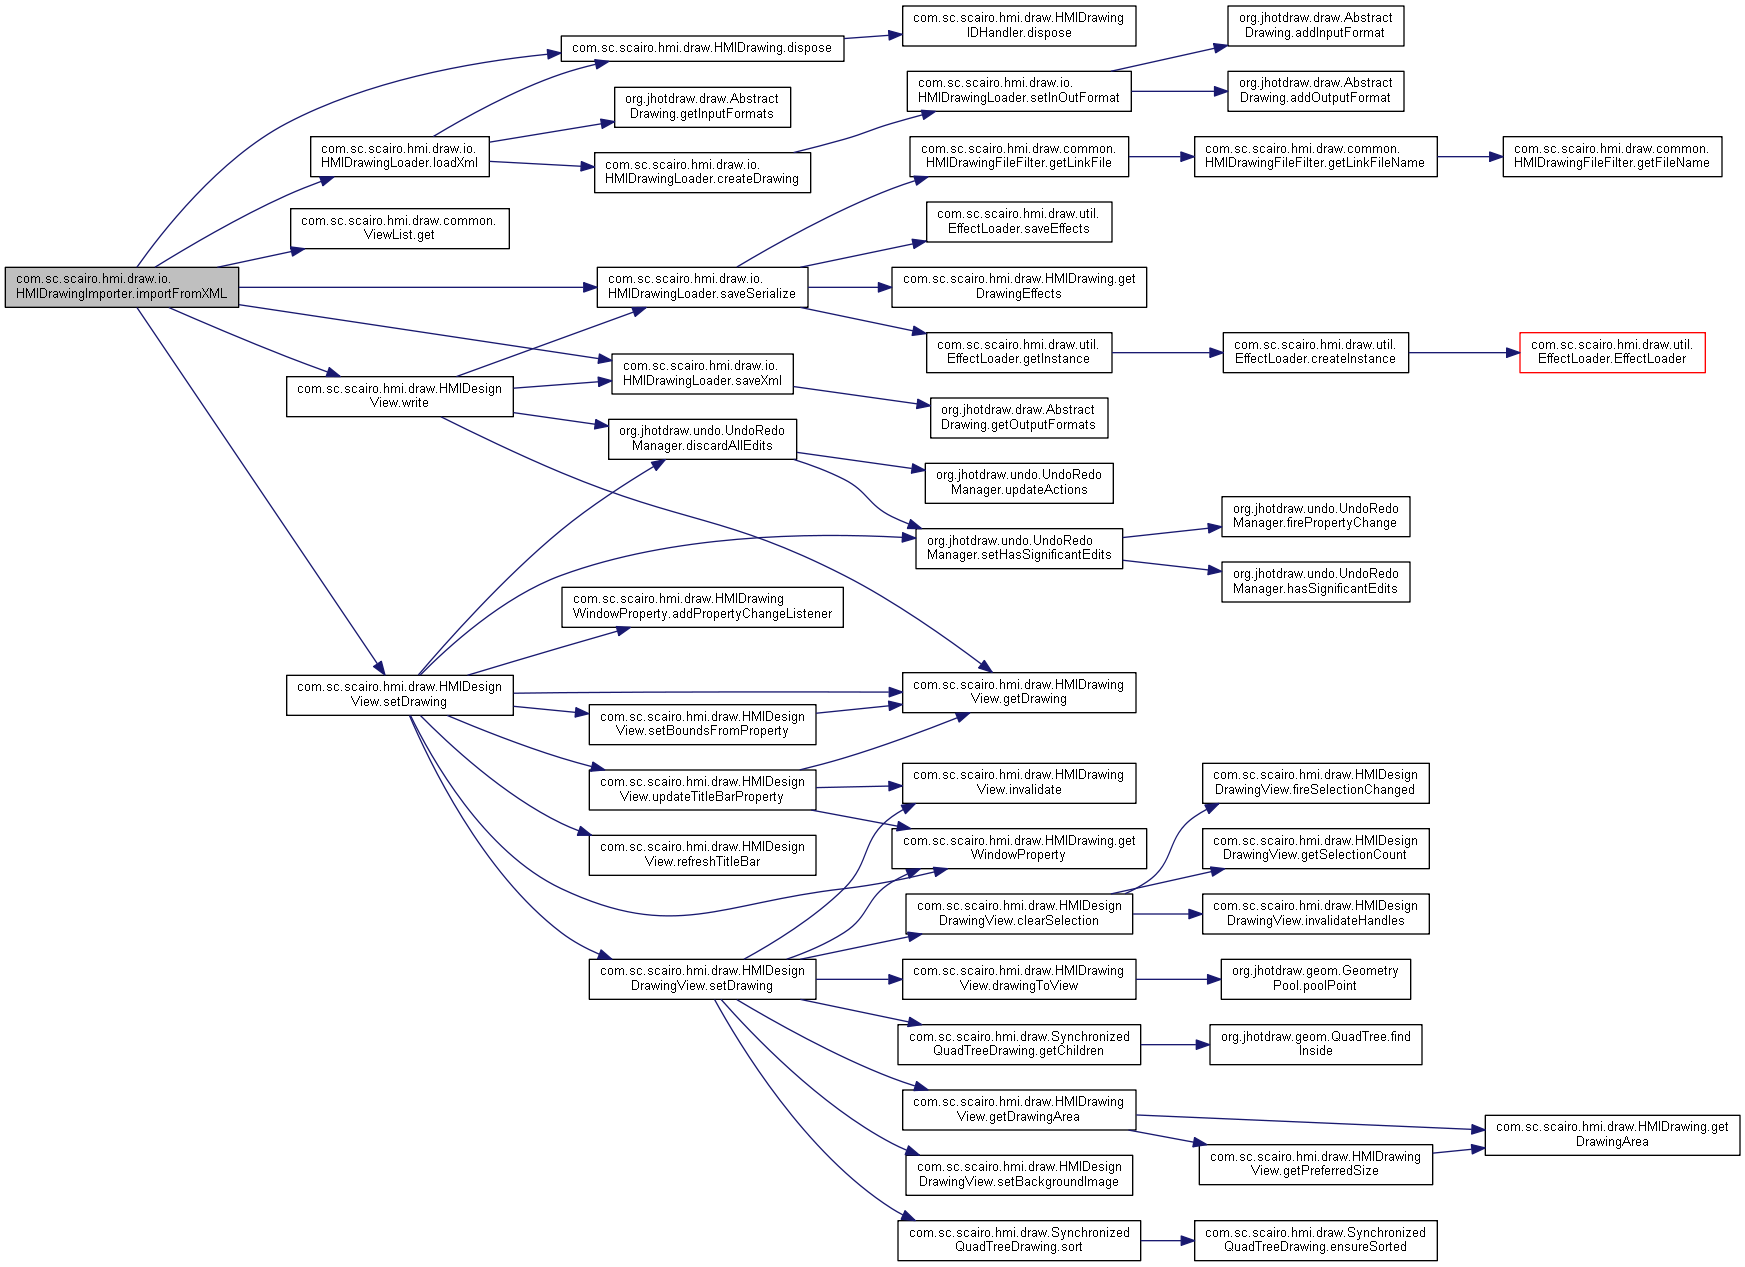 com.sc.scairo.hmi.draw.io.
HMIDrawingImporter.importFromXML
com.sc.scairo.hmi.draw.HMIDrawing.dispose
com.sc.scairo.hmi.draw.io.
HMIDrawingLoader.loadXml
com.sc.scairo.hmi.draw.common.
ViewList.get
com.sc.scairo.hmi.draw.HMIDesign
View.write
com.sc.scairo.hmi.draw.HMIDesign
View.setDrawing
org.jhotdraw.draw.Abstract
Drawing.getInputFormats
com.sc.scairo.hmi.draw.io.
HMIDrawingLoader.createDrawing
com.sc.scairo.hmi.draw.io.
HMIDrawingLoader.saveSerialize
com.sc.scairo.hmi.draw.io.
HMIDrawingLoader.saveXml
org.jhotdraw.undo.UndoRedo
Manager.discardAllEdits
com.sc.scairo.hmi.draw.HMIDrawing
WindowProperty.addPropertyChangeListener
com.sc.scairo.hmi.draw.HMIDesign
View.setBoundsFromProperty
com.sc.scairo.hmi.draw.HMIDesign
View.updateTitleBarProperty
com.sc.scairo.hmi.draw.HMIDesign
View.refreshTitleBar
com.sc.scairo.hmi.draw.HMIDesign
DrawingView.setDrawing
com.sc.scairo.hmi.draw.HMIDrawing
IDHandler.dispose
com.sc.scairo.hmi.draw.io.
HMIDrawingLoader.setInOutFormat
com.sc.scairo.hmi.draw.common.
HMIDrawingFileFilter.getLinkFile
com.sc.scairo.hmi.draw.util.
EffectLoader.saveEffects
com.sc.scairo.hmi.draw.HMIDrawing.get
DrawingEffects
com.sc.scairo.hmi.draw.util.
EffectLoader.getInstance
org.jhotdraw.draw.Abstract
Drawing.getOutputFormats
org.jhotdraw.undo.UndoRedo
Manager.updateActions
org.jhotdraw.undo.UndoRedo
Manager.setHasSignificantEdits
com.sc.scairo.hmi.draw.HMIDrawing
View.getDrawing
com.sc.scairo.hmi.draw.HMIDrawing
View.invalidate
com.sc.scairo.hmi.draw.HMIDrawing.get
WindowProperty
com.sc.scairo.hmi.draw.HMIDesign
DrawingView.clearSelection
com.sc.scairo.hmi.draw.HMIDrawing
View.drawingToView
com.sc.scairo.hmi.draw.Synchronized
QuadTreeDrawing.getChildren
com.sc.scairo.hmi.draw.HMIDrawing
View.getDrawingArea
com.sc.scairo.hmi.draw.HMIDesign
DrawingView.setBackgroundImage
com.sc.scairo.hmi.draw.Synchronized
QuadTreeDrawing.sort
org.jhotdraw.draw.Abstract
Drawing.addInputFormat
org.jhotdraw.draw.Abstract
Drawing.addOutputFormat
com.sc.scairo.hmi.draw.common.
HMIDrawingFileFilter.getLinkFileName
com.sc.scairo.hmi.draw.util.
EffectLoader.createInstance
org.jhotdraw.undo.UndoRedo
Manager.firePropertyChange
org.jhotdraw.undo.UndoRedo
Manager.hasSignificantEdits
com.sc.scairo.hmi.draw.HMIDesign
DrawingView.fireSelectionChanged
com.sc.scairo.hmi.draw.HMIDesign
DrawingView.getSelectionCount
com.sc.scairo.hmi.draw.HMIDesign
DrawingView.invalidateHandles
org.jhotdraw.geom.Geometry
Pool.poolPoint
org.jhotdraw.geom.QuadTree.find
Inside
com.sc.scairo.hmi.draw.HMIDrawing
View.getPreferredSize
com.sc.scairo.hmi.draw.Synchronized
QuadTreeDrawing.ensureSorted
com.sc.scairo.hmi.draw.common.
HMIDrawingFileFilter.getFileName
com.sc.scairo.hmi.draw.util.
EffectLoader.EffectLoader
com.sc.scairo.hmi.draw.HMIDrawing.get
DrawingArea